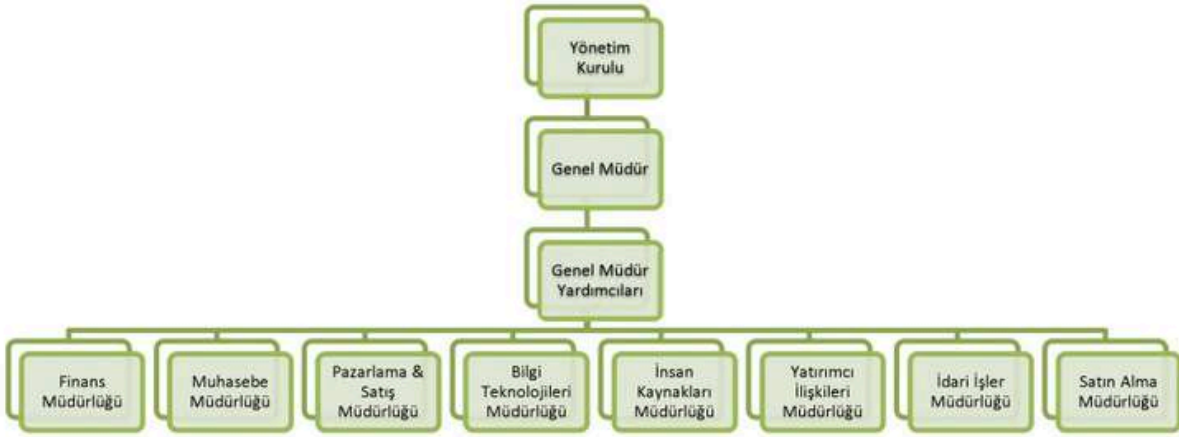 Yönetim
Kurulu
Genel Müdür
Genel Müdür
Yardımcıları
Finans
Müdürlüğü
Muhasebe
Müdürlüğü
Pazarlama &
Satış
Müdürlüğü
Bilgi
Teknolojileri
Müdürlüğü
İnsan
Kaynakları
Müdürlüğü
Yatırımcı
İlişkileri
Müdürlüğü
İdari İşler
Müdürlüğü
Satın Alma
Müdürlüğü